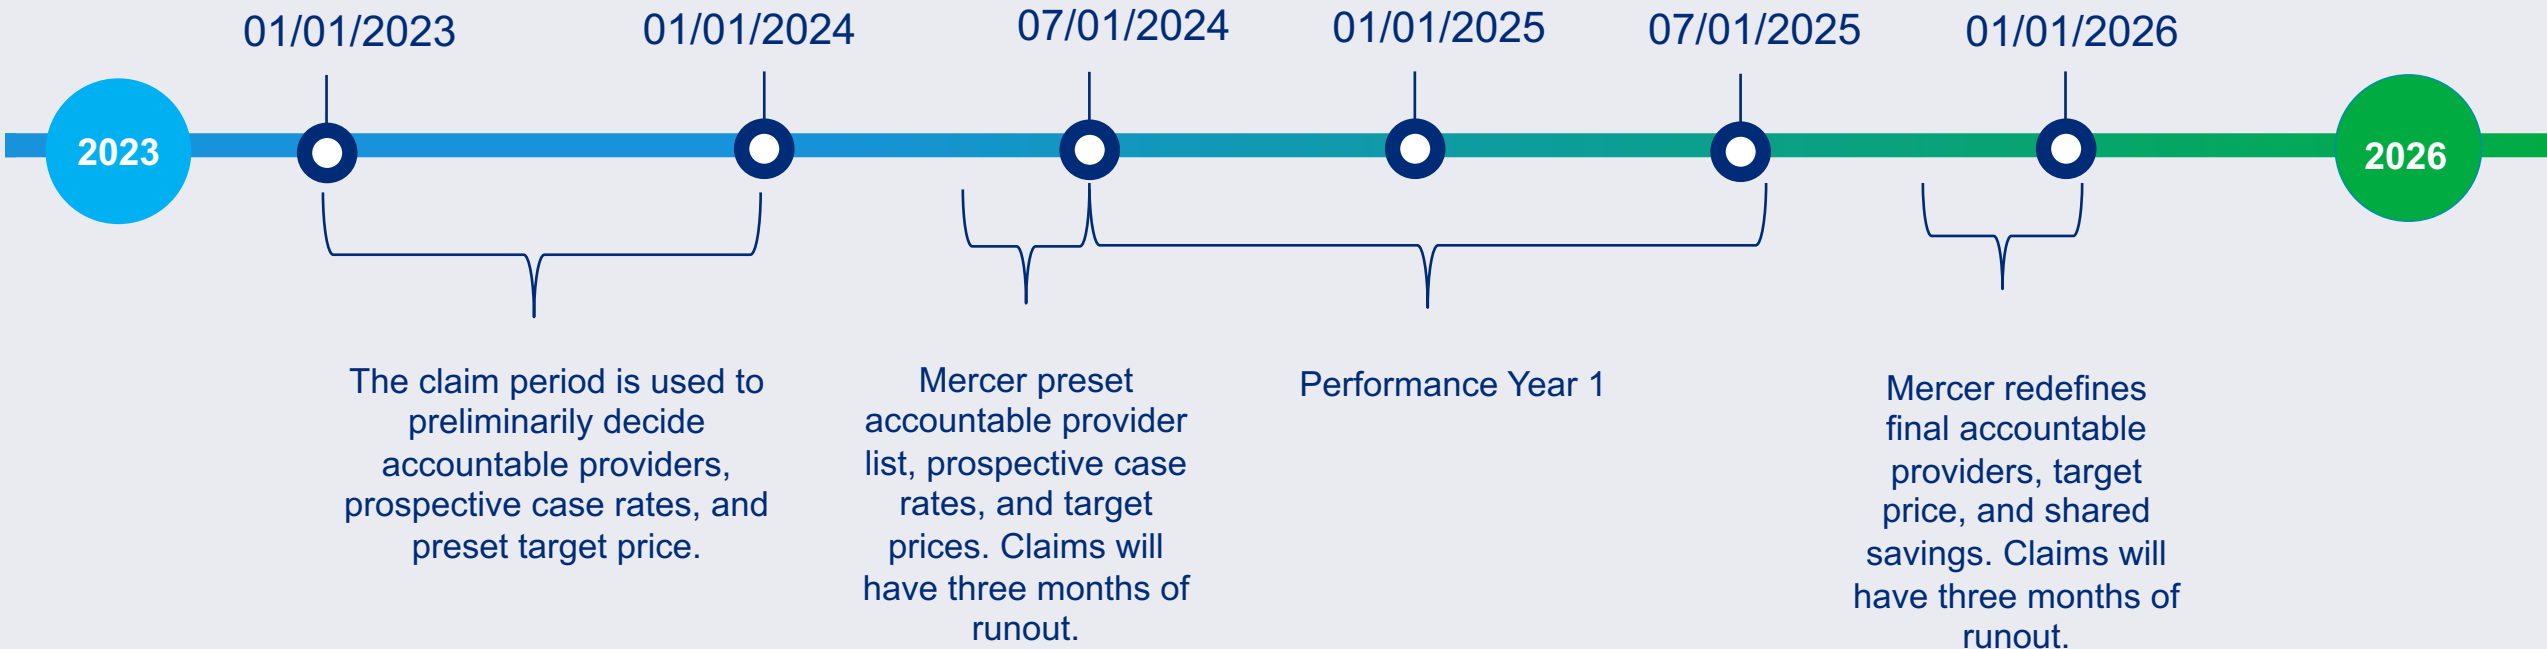 01/01/2023
01/01/2024
07/01/2024
01/01/2025
07/01/2025
01/01/2026
2023
2026
The claim period is used to
preliminarily decide
accountable providers,
prospective case rates, and
preset target price.
Mercer preset
accountable provider
list, prospective case
rates, and target
prices. Claims will
have three months of
runout.
Performance Year 1
Mercer redefines
final accountable
providers, target
price, and shared
savings. Claims will
have three months of
runout.